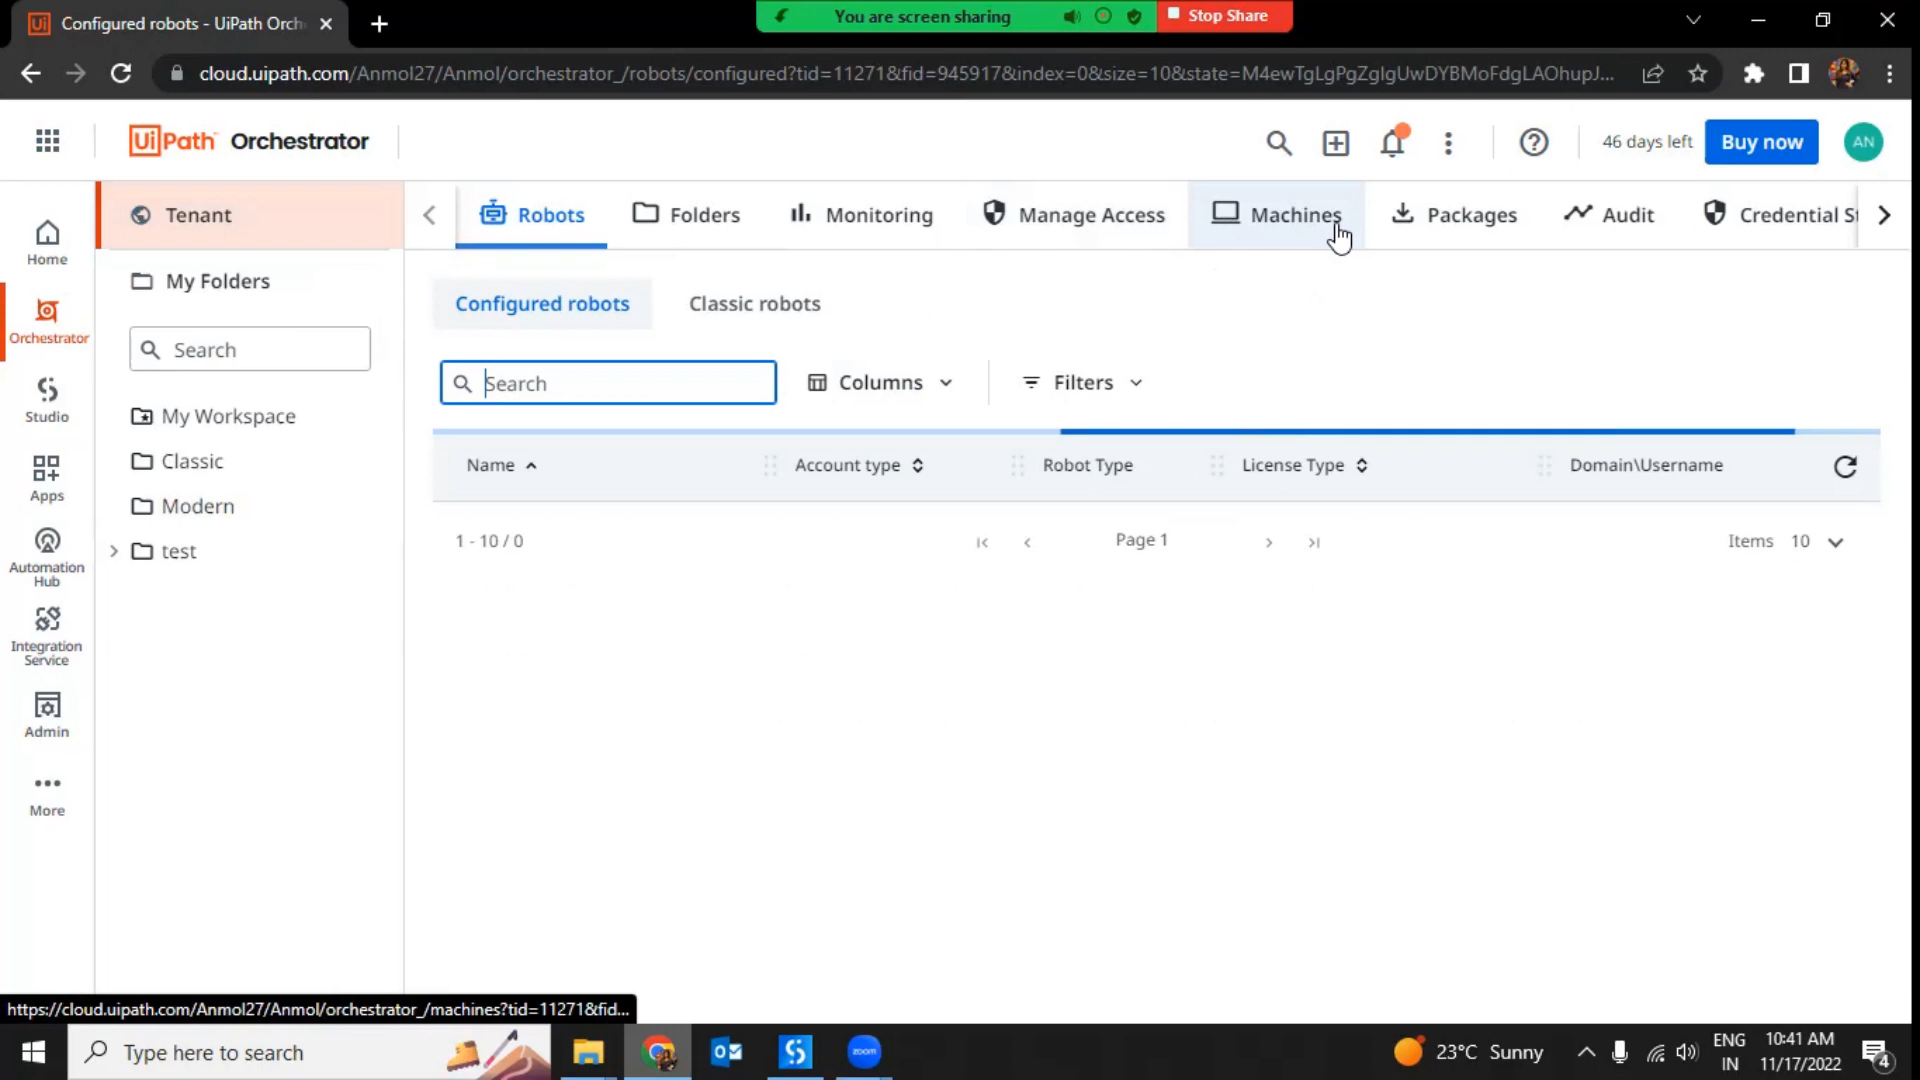 Configured robots - UiPath Orch
You are screen sharing
Stop Share
cloud.uipath.com/Anmol27/Anmol/orchestrator_/robots/configured?tid=11271&fid=945917&index=0&size=10&state=M4ewTgLgPgZgIgUwDYBMoFdgLAOhupJ...
UiPath Orchestrator
46 days left
Buy now
AN
Tenant
Robots
Folders
Monitoring
Manage Access
Machines
Packages
Audit
Credential St
Home
Orchestrator
Studio
Apps
Automation
Hub
Integration
Service
Admin
More
My Folders
Search
My Workspace
Classic
Modern
test
Configured robots
Classic robots
Search
Columns
Filters
Name
Account type
Robot Type
License Type
Domain\Username
1 - 10 / 0
Page 1
Items 10
https://cloud.uipath.com/Anmol27/Anmol/orchestrator_/machines?tid=11271&fid...
Type here to search
zoom
23°C Sunny
ENG
IN
10:41 AM
11/17/2022
4